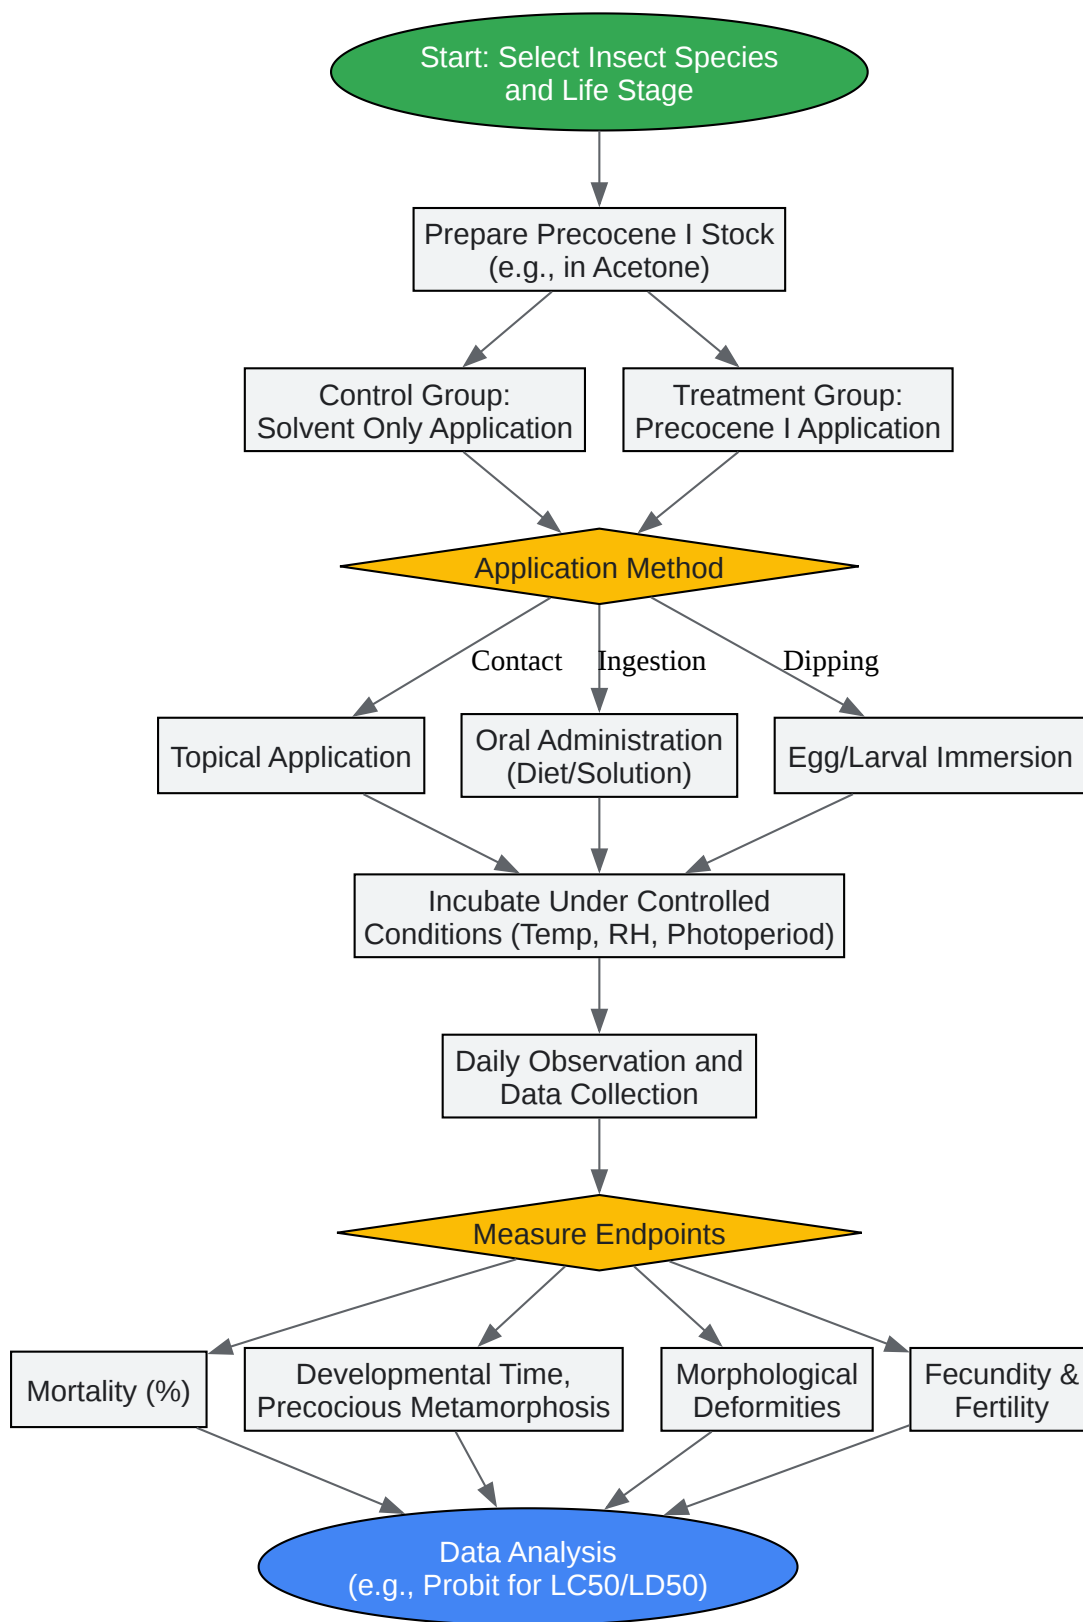 Start: Select Insect Species
and Life Stage
Prepare Precocene I Stock
(e.g., in Acetone)
Control Group:
Solvent Only Application
Treatment Group:
Precocene I Application
Application Method
Contact
Ingestion
Dipping
Topical Application
Oral Administration
(Diet/Solution)
Egg/Larval Immersion
Incubate Under Controlled
Conditions (Temp, RH, Photoperiod)
Daily Observation and
Data Collection
Measure Endpoints
Mortality (%)
Developmental Time,
Precocious Metamorphosis
Morphological
Deformities
Fecundity &
Fertility
Data Analysis
(e.g., Probit for LC50/LD50)